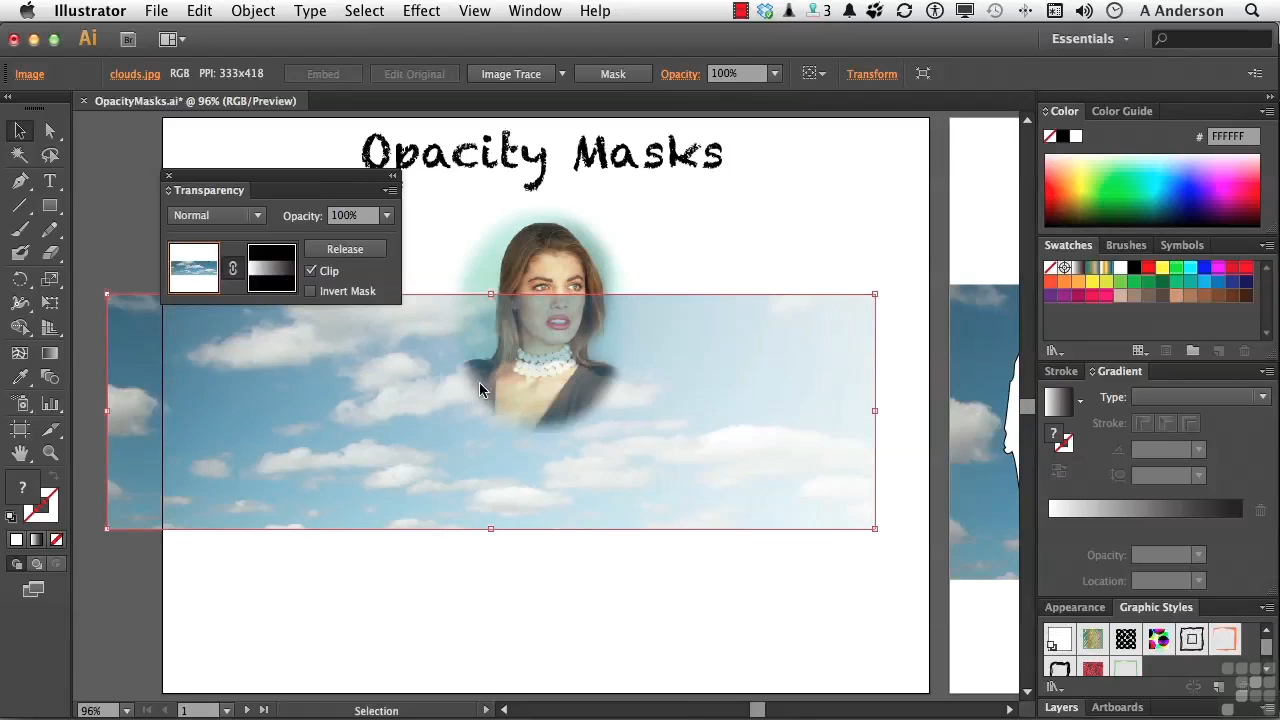 Illustrator File Edit Object Type Select Effect View Window Help 3 A Anderson
Ai Br Essentials
Image clouds.jpg RGB PPI: 333x418 Embed Edit Original Image Trace Mask Opacity: 100% Transform
OpacityMasks.ai* @ 96% (RGB/Preview)
Color Color Guide
# FFFFFF
Opacity Masks
Transparency
Normal Opacity: 100%
Release
Clip
Invert Mask
Swatches Brushes Symbols
Stroke Gradient
Type:
Stroke:
?
?
Opacity:
Location:
Appearance Graphic Styles
Layers Artboards
96% 1 Selection